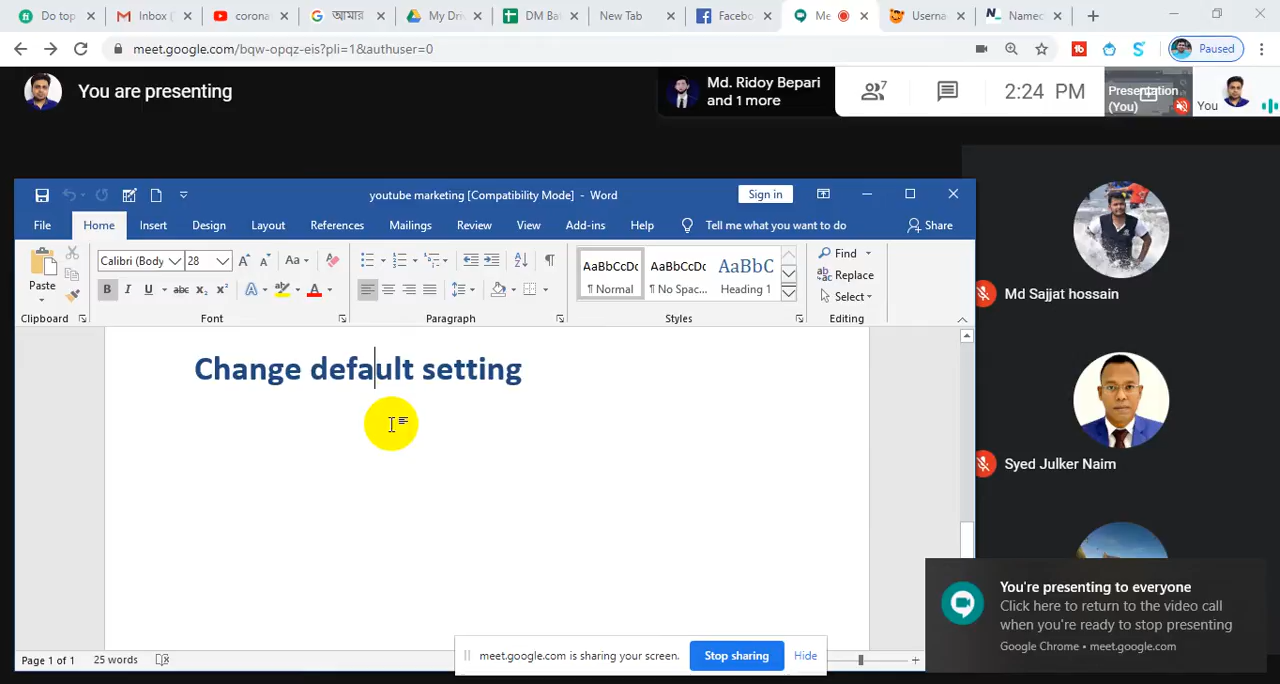 Do top
Inbox (
corona
আমার
My Dri
DM Ba
New Tab
Facebo
Me
Userna
Namec
meet.google.com/bqw-opqz-eis?pli=1&authuser=0
Paused
You are presenting
Md. Ridoy Bepari
and 1 more
7
2:24 PM
Presentation
(You)
You
youtube marketing [Compatibility Mode] - Word
Sign in
File Home Insert Design Layout References Mailings Review View Add-ins Help Tell me what you want to do Share
Paste
Calibri (Body 28
Aa
AaBbCcDc AaBbCcDc AaBbC
¶ Normal ¶ No Spac... Heading 1
Find
Replace
Select
Clipboard Font Paragraph Styles Editing
Change default setting
Md Sajjat hossain
Syed Julker Naim
You're presenting to everyone
Click here to return to the video call
when you're ready to stop presenting
Google Chrome • meet.google.com
Page 1 of 1 25 words
meet.google.com is sharing your screen. Stop sharing Hide